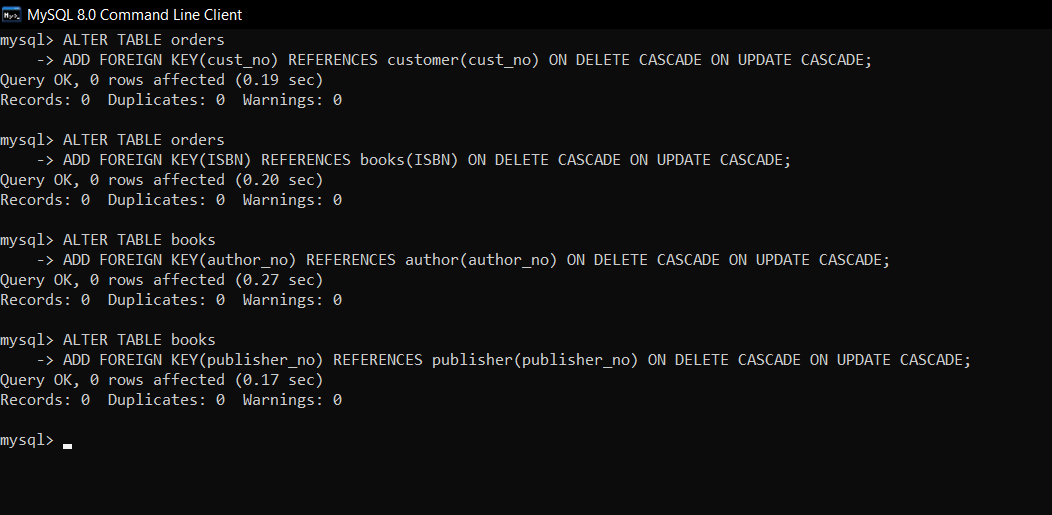 MySQL 8.0 Command Line Client
mysql> ALTER TABLE orders
    -> ADD FOREIGN KEY(cust_no) REFERENCES customer(cust_no) ON DELETE CASCADE ON UPDATE CASCADE;
Query OK, 0 rows affected (0.19 sec)
Records: 0  Duplicates: 0  Warnings: 0

mysql> ALTER TABLE orders
    -> ADD FOREIGN KEY(ISBN) REFERENCES books(ISBN) ON DELETE CASCADE ON UPDATE CASCADE;
Query OK, 0 rows affected (0.20 sec)
Records: 0  Duplicates: 0  Warnings: 0

mysql> ALTER TABLE books
    -> ADD FOREIGN KEY(author_no) REFERENCES author(author_no) ON DELETE CASCADE ON UPDATE CASCADE;
Query OK, 0 rows affected (0.27 sec)
Records: 0  Duplicates: 0  Warnings: 0

mysql> ALTER TABLE books
    -> ADD FOREIGN KEY(publisher_no) REFERENCES publisher(publisher_no) ON DELETE CASCADE ON UPDATE CASCADE;
Query OK, 0 rows affected (0.17 sec)
Records: 0  Duplicates: 0  Warnings: 0

mysql>